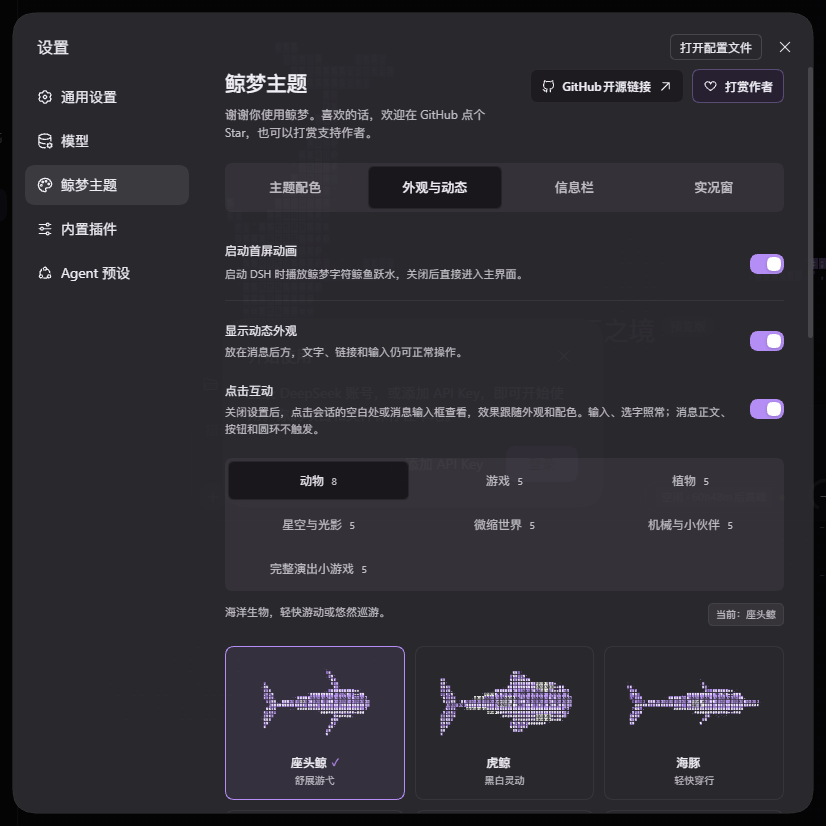 设置
打开配置文件
通用设置
模型
鲸梦主题
内置插件
Agent 预设
鲸梦主题
GitHub开源链接
打赏作者
谢谢你使用鲸梦。喜欢的话，欢迎在 GitHub 点个
Star，也可以打赏支持作者。
主题配色
外观与动态
信息栏
实况窗
启动首屏动画
启动 DSH 时播放鲸梦字符鲸鱼跃水，关闭后直接进入主界面。
显示动态外观
放在消息后方，文字、链接和输入仍可正常操作。
之境
点击互动
关闭设置后，点击会话的空白处或消息输入框查看，效果跟随外观和配色。输入、选字照常；消息正文、
按钮和圆环不触发。
动物 8
游戏 5
植物 5
星空与光影 5
微缩世界 5
机械与小伙伴 5
完整演出小游戏 5
海洋生物，轻快游动或悠然巡游。
当前：座头鲸
座头鲸 ✓
舒展游弋
虎鲸
黑白灵动
海豚
轻快穿行